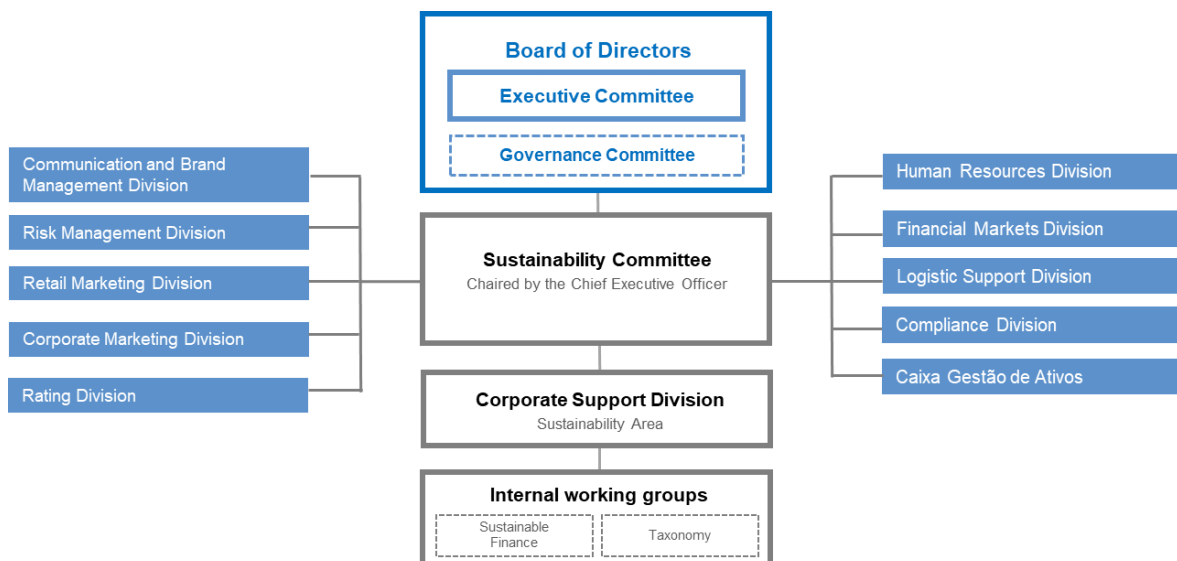 Board of Directors
Executive Committee
Governance Committee
Communication and Brand
Management Division
Risk Management Division
Retail Marketing Division
Corporate Marketing Division
Rating Division
Sustainability Committee
Chaired by the Chief Executive Officer
Human Resources Division
Financial Markets Division
Logistic Support Division
Compliance Division
Caixa Gestão de Ativos
Corporate Support Division
Sustainability Area
Internal working groups
Sustainable
Finance
Taxonomy